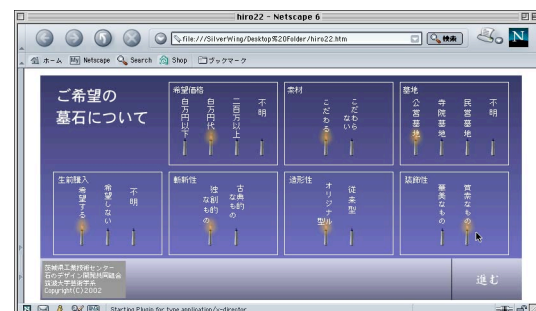 hiro22 - Netscape 6
file:///SilverWing/Desktop%20Folder/hiro22.htm
検索
N
ホーム My Netscape Search Shop ブックマーク
ご希望の
墓石について
希望価格
百万円以下
百万円代
二百万以上
不明
素材
こだわる
こだわらない
墓地
公営墓地
寺院墓地
民営墓地
不明
生前購入
希望する
希望しない
不明
斬新性
独創的なもの
古典的なもの
造形性
オリジナル型
従来型
装飾性
華美なもの
質素なもの
茨城県工業技術センター
石のデザイン開発共同組合
筑波大学芸術学系
Copyright(C)2002
進む
Starting Plugin for type application/x-director